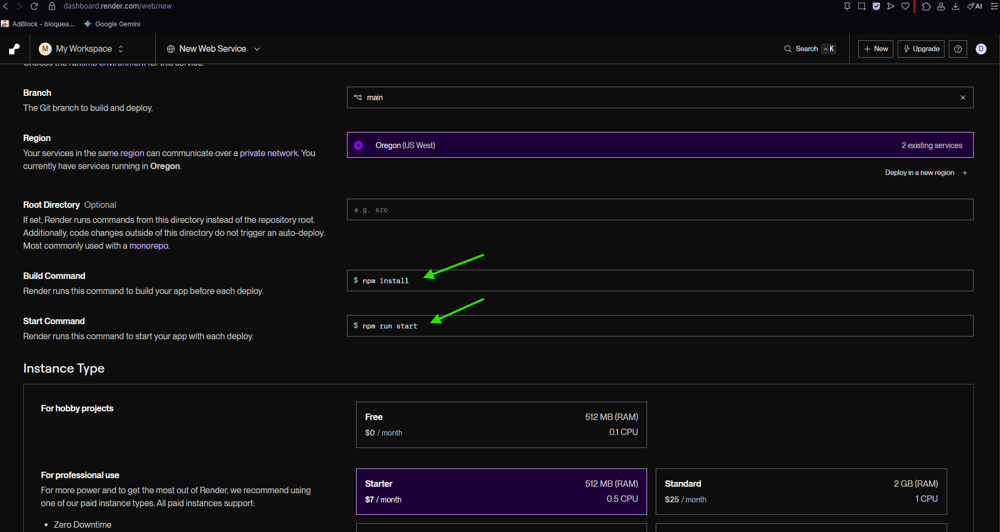 dashboard.render.com/web/new
AI
AdBlock - bloquea...
Google Gemini
M My Workspace
New Web Service
Search ^ K
+ New
Upgrade
D
Choose the runtime environment for this service.
Branch
The Git branch to build and deploy.
main
Region
Your services in the same region can communicate over a private network. You
currently have services running in Oregon.
Oregon (US West)
2 existing services
Deploy in a new region +
Root Directory Optional
If set, Render runs commands from this directory instead of the repository root.
Additionally, code changes outside of this directory do not trigger an auto-deploy.
Most commonly used with a monorepo.
e.g. src
Build Command
Render runs this command to build your app before each deploy.
$ npm install
Start Command
Render runs this command to start your app with each deploy.
$ npm run start
Instance Type
For hobby projects
Free
512 MB (RAM)
$0 / month
0.1 CPU
For professional use
For more power and to get the most out of Render, we recommend using
one of our paid instance types. All paid instances support:
▪ Zero Downtime
Starter
512 MB (RAM)
$7 / month
0.5 CPU
Standard
2 GB (RAM)
$25 / month
1 CPU